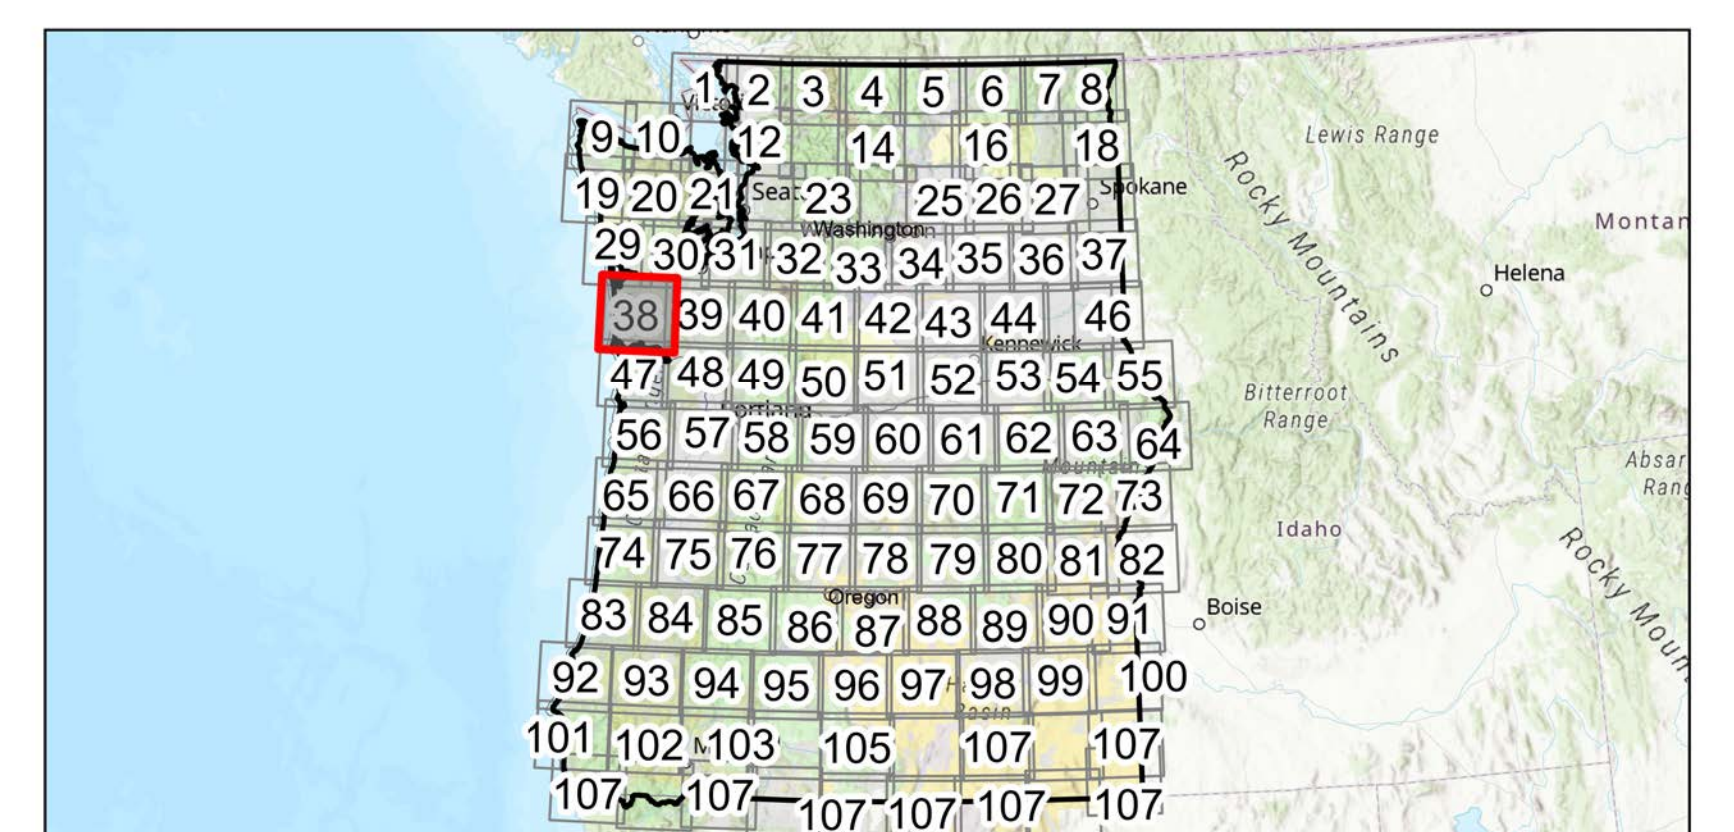 1 2 3 4 5 6 7 8
Lewis Range
9 10 12 14 16 18
Rocky Mountains
19 20 21 Seat 23 25 26 27 Spokane
Washington
Montan
29 30 31 32 33 34 35 36 37
Helena
38 39 40 41 42 43 44 46
Kennewick
47 48 49 50 51 52 53 54 55
Bitterroot
Range
Portland
56 57 58 59 60 61 62 63 64
Mountain
Absar
Rang
65 66 67 68 69 70 71 72 73
Idaho
74 75 76 77 78 79 80 81 82
Rocky Moun
Oregon
Boise
83 84 85 86 87 88 89 90 91
92 93 94 95 96 97 98 99 100
Basin
101 102 103 105 107 107
107 107 107 107 107 107